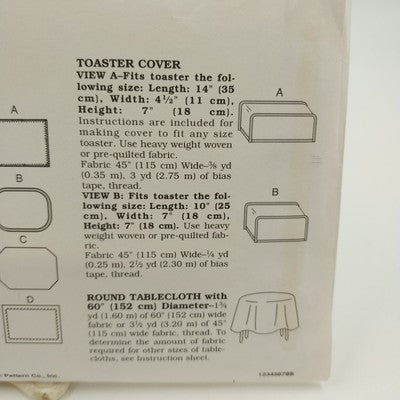 TOASTER COVER
VIEW A–Fits toaster the fol-
lowing size: Length: 14" (35
cm), Width: 4½" (11 cm),
Height: 7" (18 cm).
Instructions are included for
making cover to fit any size
toaster. Use heavy weight woven
or pre-quilted fabric.
Fabric 45" (115 cm) Wide–⅜ yd
(0.35 m), 3 yd (2.75 m) of bias
tape, thread.
VIEW B: Fits toaster the fol-
lowing size: Length: 10" (25
cm), Width: 7" (18 cm),
Height: 7" (18 cm). Use heavy
weight woven or pre-quilted fab-
ric.
Fabric 45" (115 cm) Wide–¼ yd
(0.25 m), 2½ yd (2.30 m) of bias
tape, thread.
ROUND TABLECLOTH with
60" (152 cm) Diameter–1¾
yd (1.60 m) of 60" (152 cm) wide
fabric or 3½ yd (3.20 m) of 45"
(115 cm) wide fabric, thread. To
determine the amount of fabric
required for other sizes of table-
cloths, see instruction sheet.
A
B
C
D
A
B
Pattern Co., Inc.
123456789